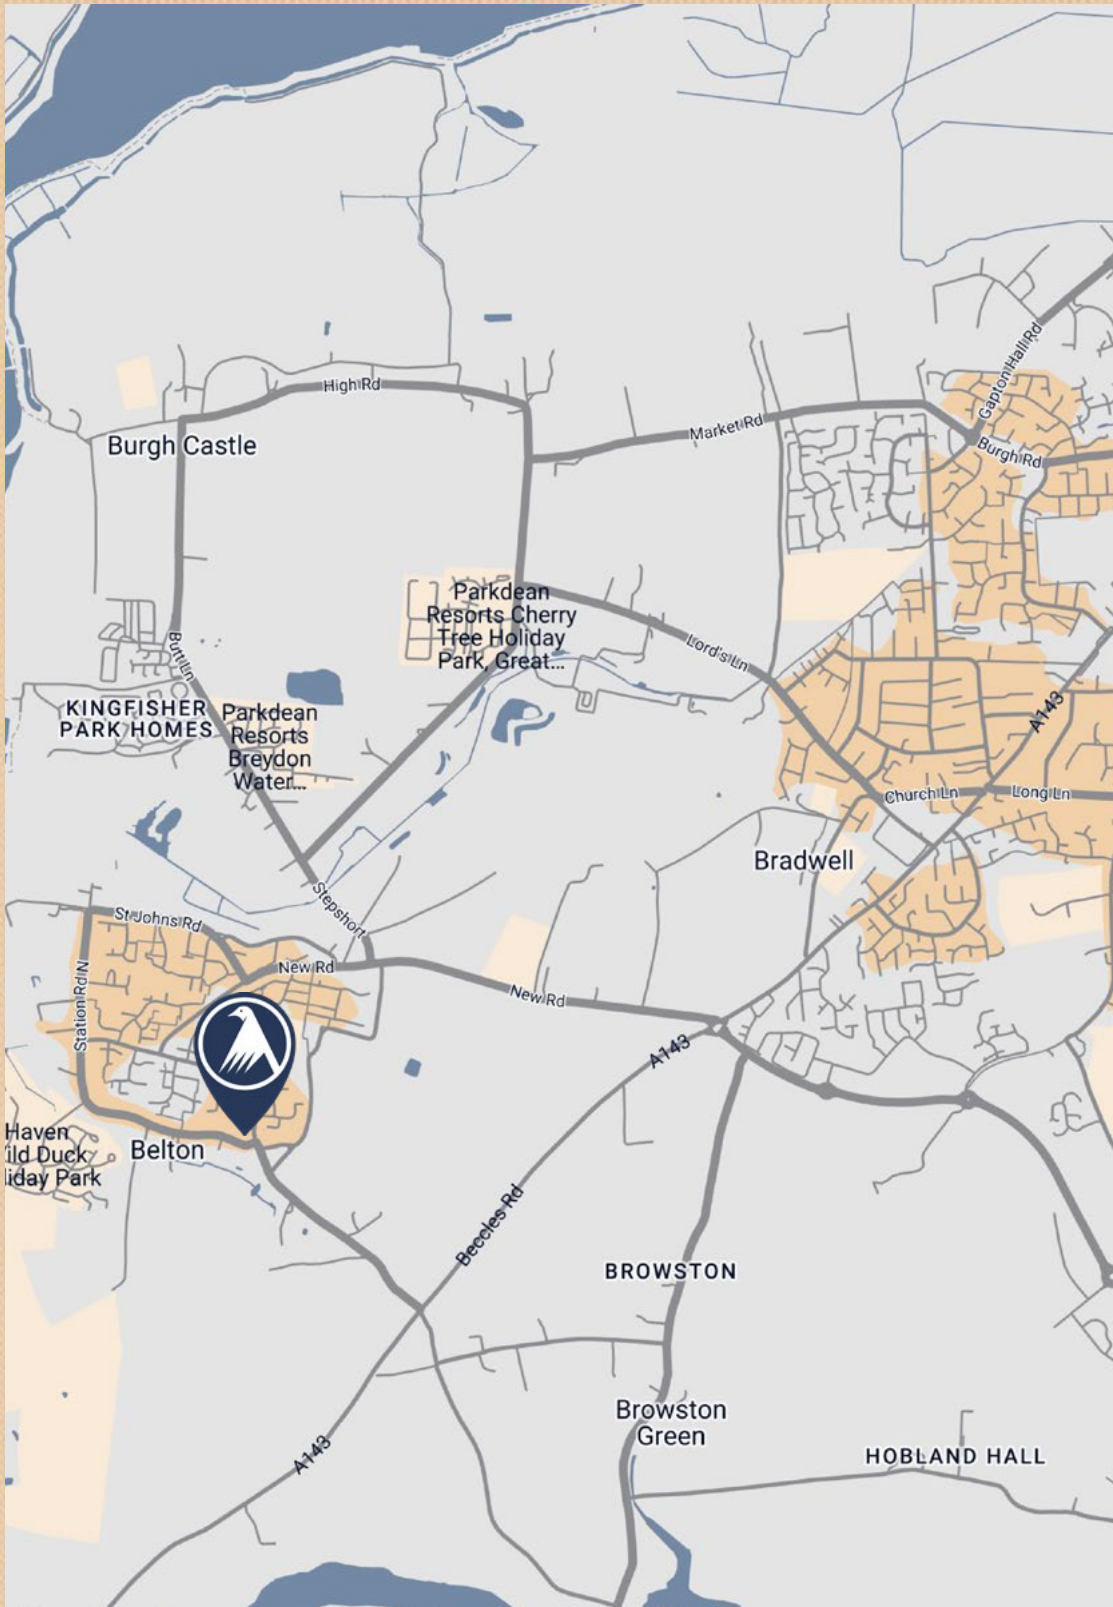 High Rd
Gapton Hall Rd
Market Rd
Burgh Castle
Burgh Rd
Parkdean
Resorts Cherry
Tree Holiday
Park, Great...
Butt Ln
Lord's Ln
KINGFISHER
PARK HOMES
Parkdean
Resorts
Breydon
Water...
A143
Church Ln
Long Ln
Bradwell
Stepshort
St Johns Rd
New Rd
Station Rd N
New Rd
A143
Haven
ild Duck
liday Park
Belton
Beccles Rd
BROWSTON
Browston
Green
A143
HOBLAND HALL